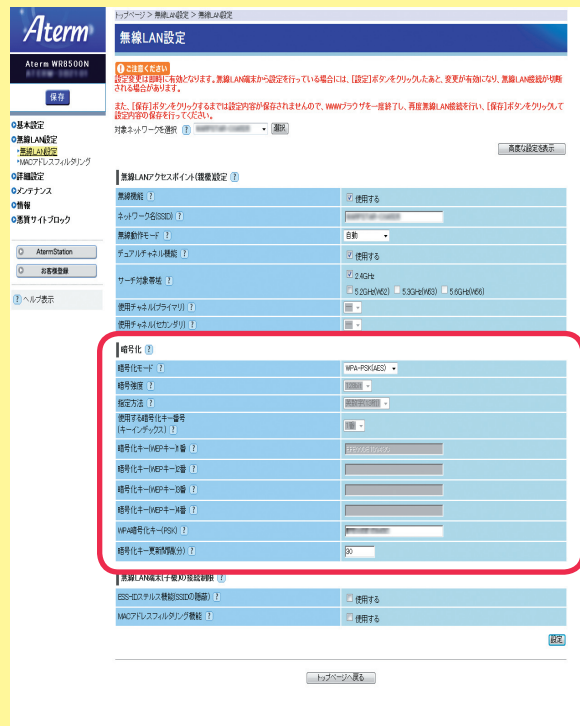 Aterm
Aterm WR8500N
保存
基本設定
無線LAN設定
無線LAN設定
MACアドレスフィルタリング
詳細設定
メンテナンス
情報
悪質サイトブロック
AtermStation
お客様登録
? ヘルプ表示
トップページ > 無線LAN設定 > 無線LAN設定
無線LAN設定
ご注意ください
設定変更は即時に有効となります。無線LAN端末から設定を行っている場合には、[設定]ボタンをクリックしたあと、変更が有効になり、無線LAN接続が切断
される場合があります。
また、[保存]ボタンをクリックするまでは設定内容が保存されませんので、WWWブラウザを一旦終了し、再度無線LAN接続を行い、[保存]ボタンをクリックして
設定内容の保存を行ってください。
対象ネットワークを選択 ? 選択
高度な設定を表示
無線LANアクセスポイント(親機)設定 ?
無線機能 ? 使用する
ネットワーク名(SSID) ?
無線動作モード ? 自動
デュアルチャネル機能 ? 使用する
サーチ対象帯域 ? 2.4GHz
5.2GHz(W52) 5.3GHz(W53) 5.6GHz(W56)
使用チャネル(プライマリ) ?
使用チャネル(セカンダリ) ?
暗号化 ?
暗号化モード ? WPA-PSK(AES)
暗号強度 ? 128bit
指定方法 ?
使用する暗号化キー番号
(キーインデックス) ? 1番
暗号化キー(WEPキー)1番 ?
暗号化キー(WEPキー)2番 ?
暗号化キー(WEPキー)3番 ?
暗号化キー(WEPキー)4番 ?
WPA暗号化キー(PSK) ?
暗号化キー更新間隔(分) ? 30
無線LAN端末(子機)の接続制限 ?
ESS-IDステルス機能(SSIDの隠蔽) ? 使用する
MACアドレスフィルタリング機能 ? 使用する
設定
トップページへ戻る